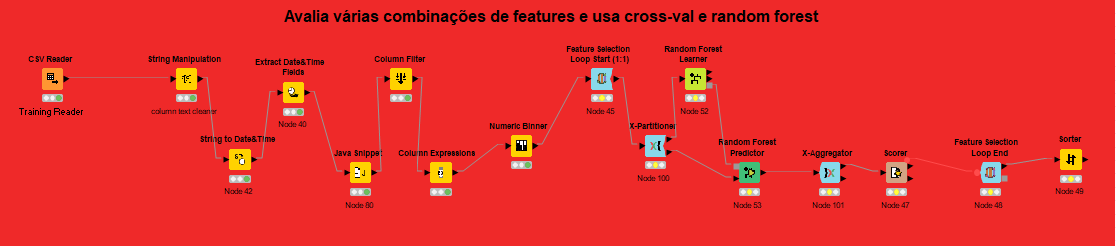 Avalia várias combinações de features e usa cross-val e random forest
CSV Reader
Training Reader
String Manipulation
column text cleaner
String to Date&Time
Node 42
Extract Date&Time
Fields
Node 40
Java Snippet
Node 80
Column Filter
Column Expressions
Numeric Binner
Feature Selection
Loop Start (1:1)
Node 45
X-Partitioner
Node 100
Random Forest
Learner
Node 52
Random Forest
Predictor
Node 53
X-Aggregator
Node 101
Scorer
Node 47
Feature Selection
Loop End
Node 48
Sorter
Node 49